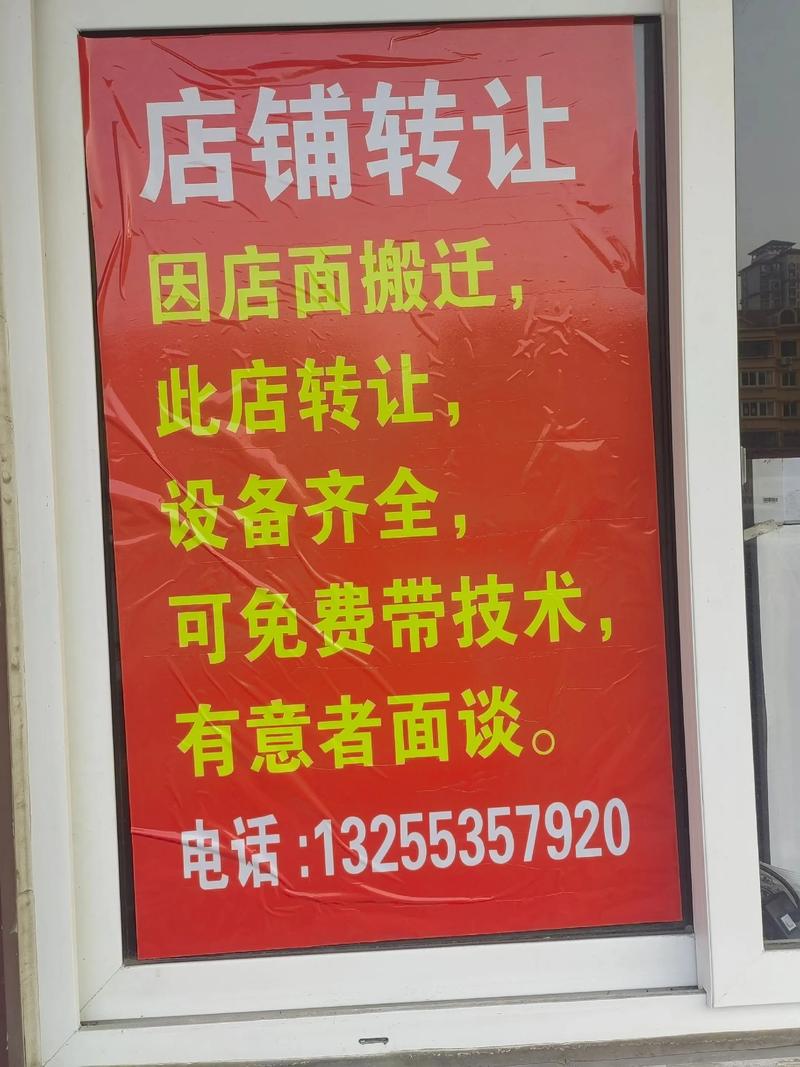 店铺转让
因店面搬迁，
此店转让，
设备齐全，
可免费带技术，
有意者面谈。
电话：13255357920